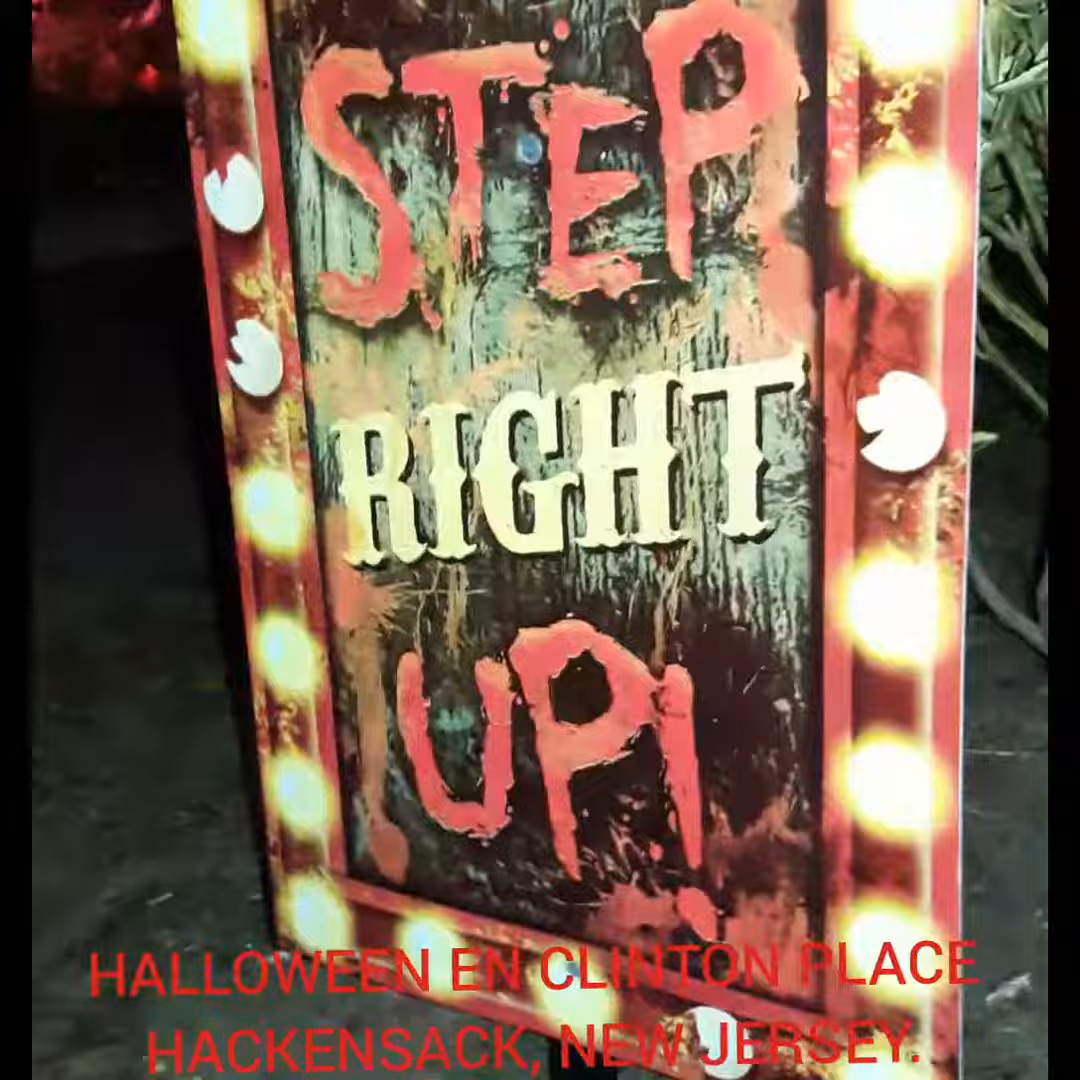 STEP
RIGHT
UP!
HALLOWEEN EN CLINTON PLACE
HACKENSACK, NEW JERSEY.